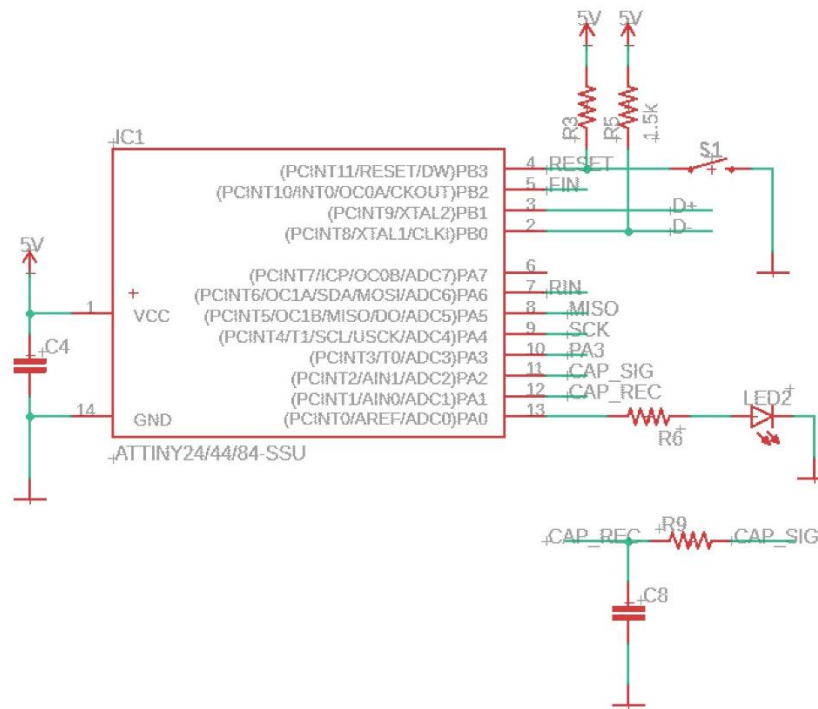 5V 5V
R3 R5 1.5k
IC1
S1
(PCINT11/RESET/DW)PB3 4 RESET
(PCINT10/INT0/OC0A/CKOUT)PB2 5
(PCINT9/XTAL2)PB1 3 D+
(PCINT8/XTAL1/CLKI)PB0 2 D-
5V
(PCINT7/ICP/OC0B/ADC7)PA7 6
(PCINT6/OC1A/SDA/MOSI/ADC6)PA6 7 RIN
1 VCC (PCINT5/OC1B/MISO/DO/ADC5)PA5 8 MISO
(PCINT4/T1/SCL/USCK/ADC4)PA4 9 SCK
C4 (PCINT3/T0/ADC3)PA3 10 PA3
(PCINT2/AIN1/ADC2)PA2 11 CAP_SIG
(PCINT1/AIN0/ADC1)PA1 12 CAP_REC
LED2
14 GND (PCINT0/AREF/ADC0)PA0 13
R6
ATTINY24/44/84-SSU
R9
CAP_REC CAP_SIG
C8